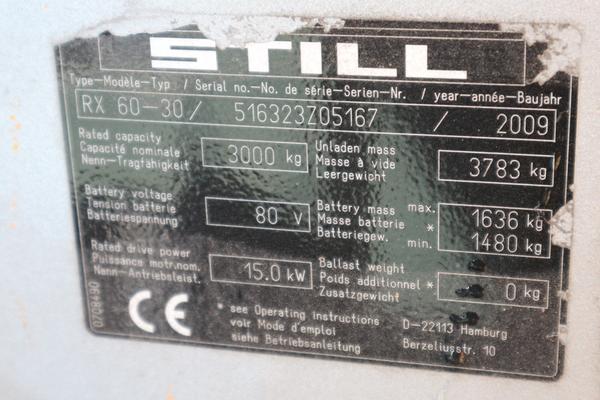 STILL
Type-Modèle-Typ / Serial no.-No. de série-Serien-Nr. / year-année-Baujahr
RX 60-30/ 516323Z05167 / 2009
Rated capacity
Capacité nominale
Nenn-Tragfähigkeit
3000 kg
Unladen mass
Masse à vide
Leergewicht
3783 kg
Battery voltage
Tension batterie
Batteriespannung
80 V
Battery mass max.
Masse batterie *
Batteriegew. min.
1636 kg
1480 kg
Rated drive power
Puissance motr.nom.
Nenn-Antriebsleist.
15.0 kW
Ballast weight
Poids additionnel *
Zusatzgewicht
0 kg
0708490
CE
* see Operating instructions
voir Mode d'emploi
siehe Betriebsanleitung
D-22113 Hamburg
Berzeliusstr. 10